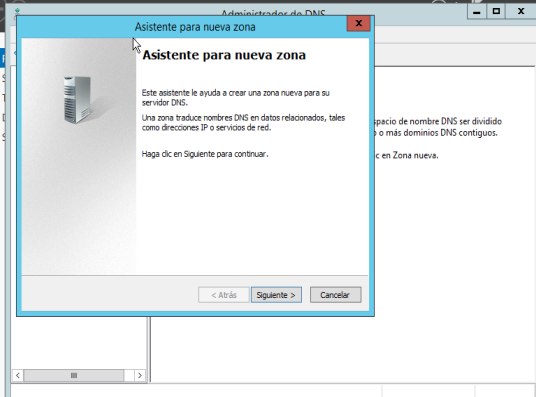 Administrador de DNS
Asistente para nueva zona
Asistente para nueva zona
Este asistente le ayuda a crear una zona nueva para su
servidor DNS.
Una zona traduce nombres DNS en datos relacionados, tales
como direcciones IP o servicios de red.
Haga clic en Siguiente para continuar.
< Atrás
Siguiente >
Cancelar
pacio de nombre DNS ser dividido
o más dominios DNS contiguos.
c en Zona nueva.